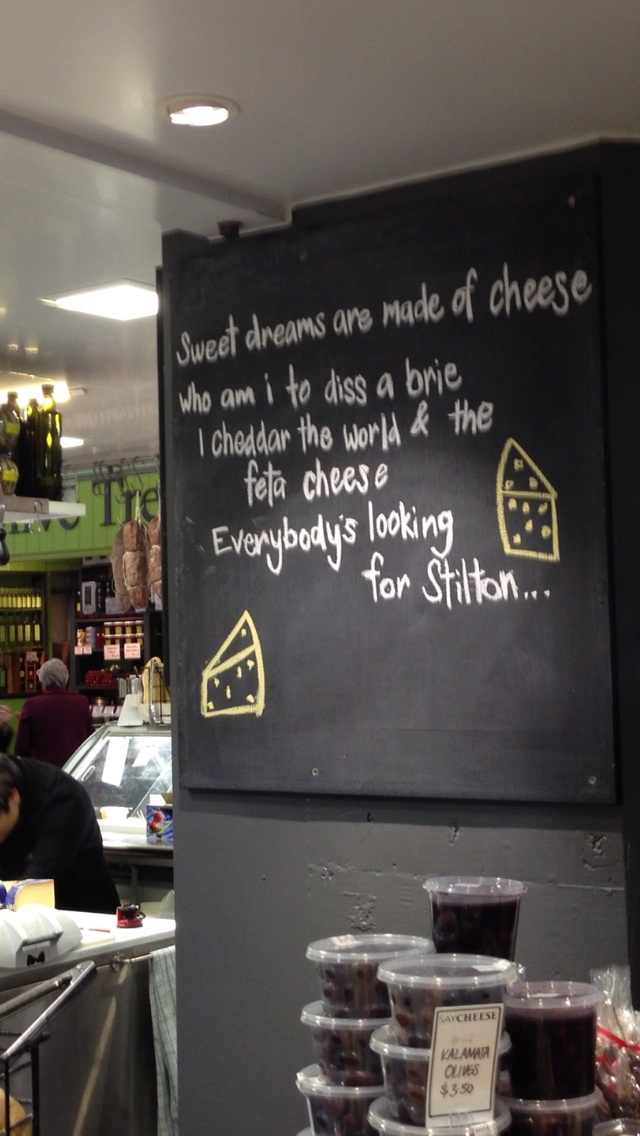 Sweet dreams are made of cheese
who am i to diss a brie
I cheddar the world & the
feta cheese
Everybody's looking
for Stilton...
Tre
SAYCHEESE
KALAMATA
OLIVES
$3.50